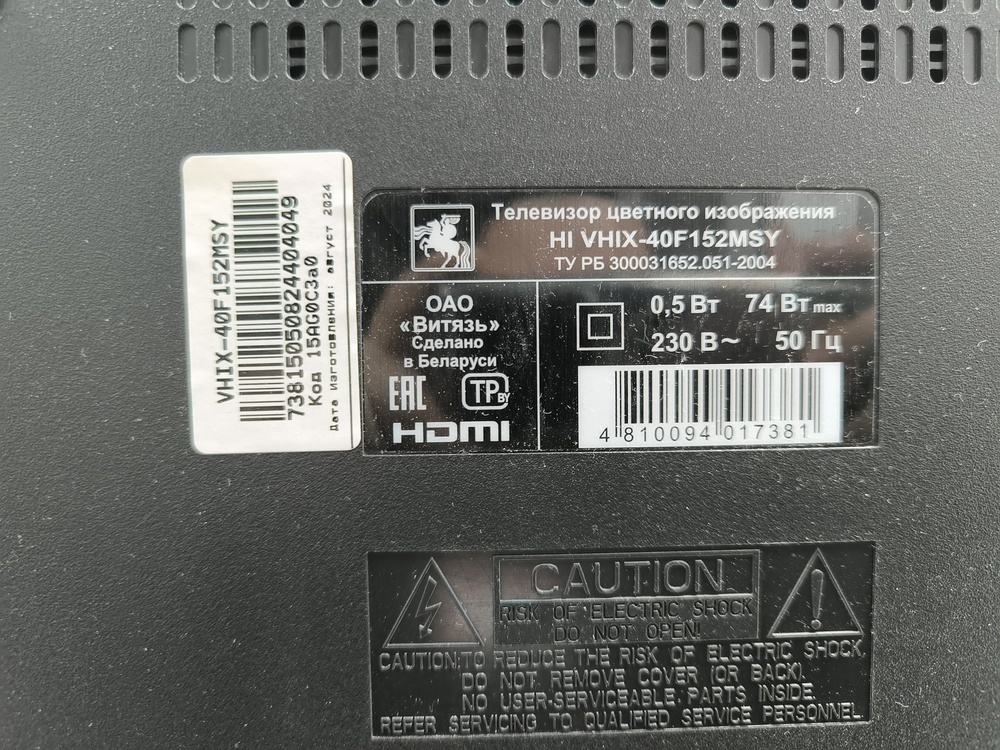 VHIX-40F152MSY
73815050824404049
Код 15AG0C3a0
Дата Изготовления: август 2024
Телевизор цветного изображения
HI VHIX-40F152MSY
ТУ РБ 300031652.051-2004
ОАО
«Витязь»
Сделано
в Беларуси
EAC
TP BY
HDMI
0,5 Вт 74 Вт max
230 В~ 50 Гц
4 810094 017381
CAUTION
RISK OF ELECTRIC SHOCK
DO NOT OPEN!
CAUTION:TO REDUCE THE RISK OF ELECTRIC SHOCK,
DO NOT REMOVE COVER (OR BACK).
NO USER-SERVICEABLE PARTS INSIDE.
REFER SERVICING TO QUALIFIED SERVICE PERSONNEL.